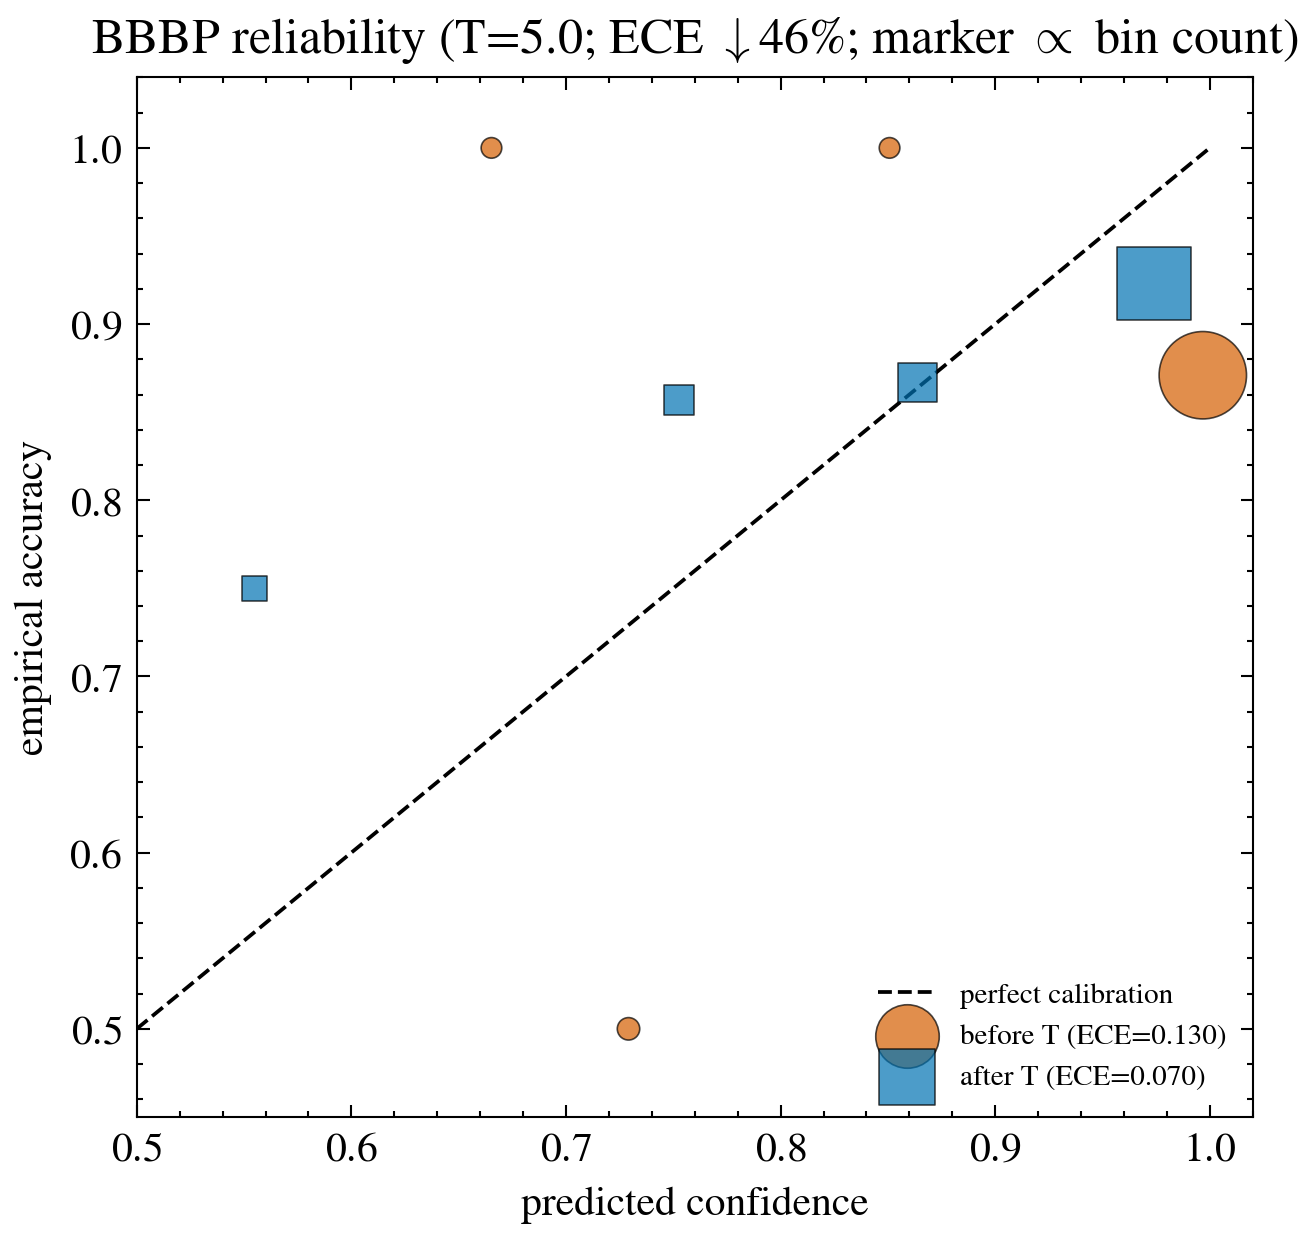 BBBP reliability (T=5.0; ECE ↓46%; marker ∝ bin count)
1.0
0.9
0.8
0.7
0.6
0.5
empirical accuracy
perfect calibration
before T (ECE=0.130)
after T (ECE=0.070)
0.5 0.6 0.7 0.8 0.9 1.0
predicted confidence